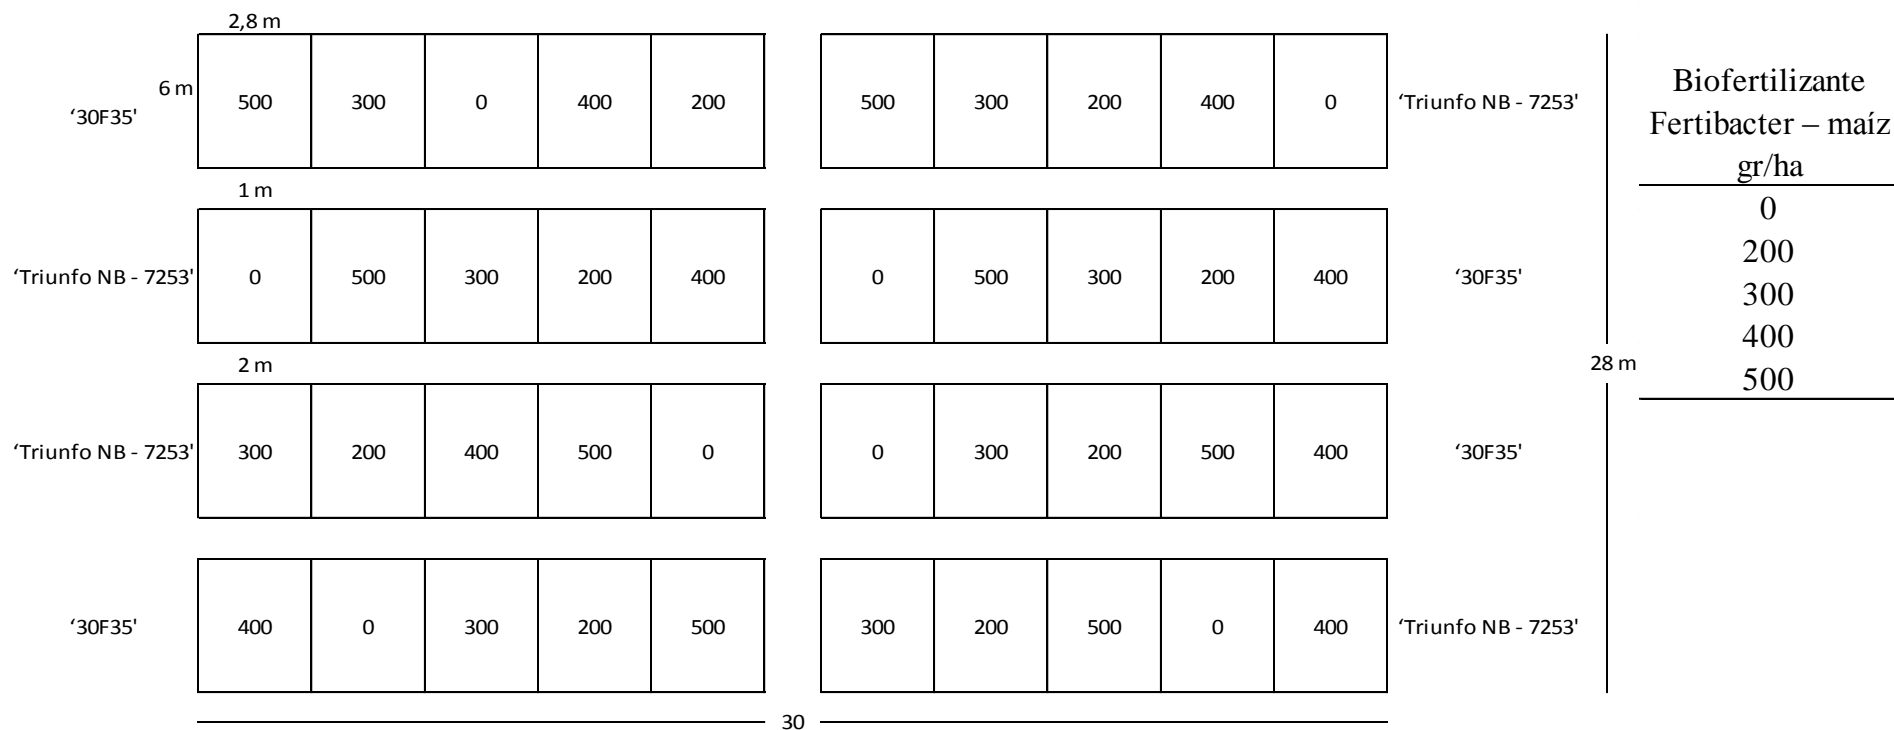 2,8 m
6 m
‘30F35'
500 300 0 400 200
500 300 200 400 0
‘Triunfo NB - 7253'
1 m
‘Triunfo NB - 7253'
0 500 300 200 400
0 500 300 200 400
‘30F35'
2 m
‘Triunfo NB - 7253'
300 200 400 500 0
0 300 200 500 400
‘30F35'
‘30F35'
400 0 300 200 500
300 200 500 0 400
‘Triunfo NB - 7253'
30
28 m
Biofertilizante
Fertibacter – maíz
gr/ha
0
200
300
400
500